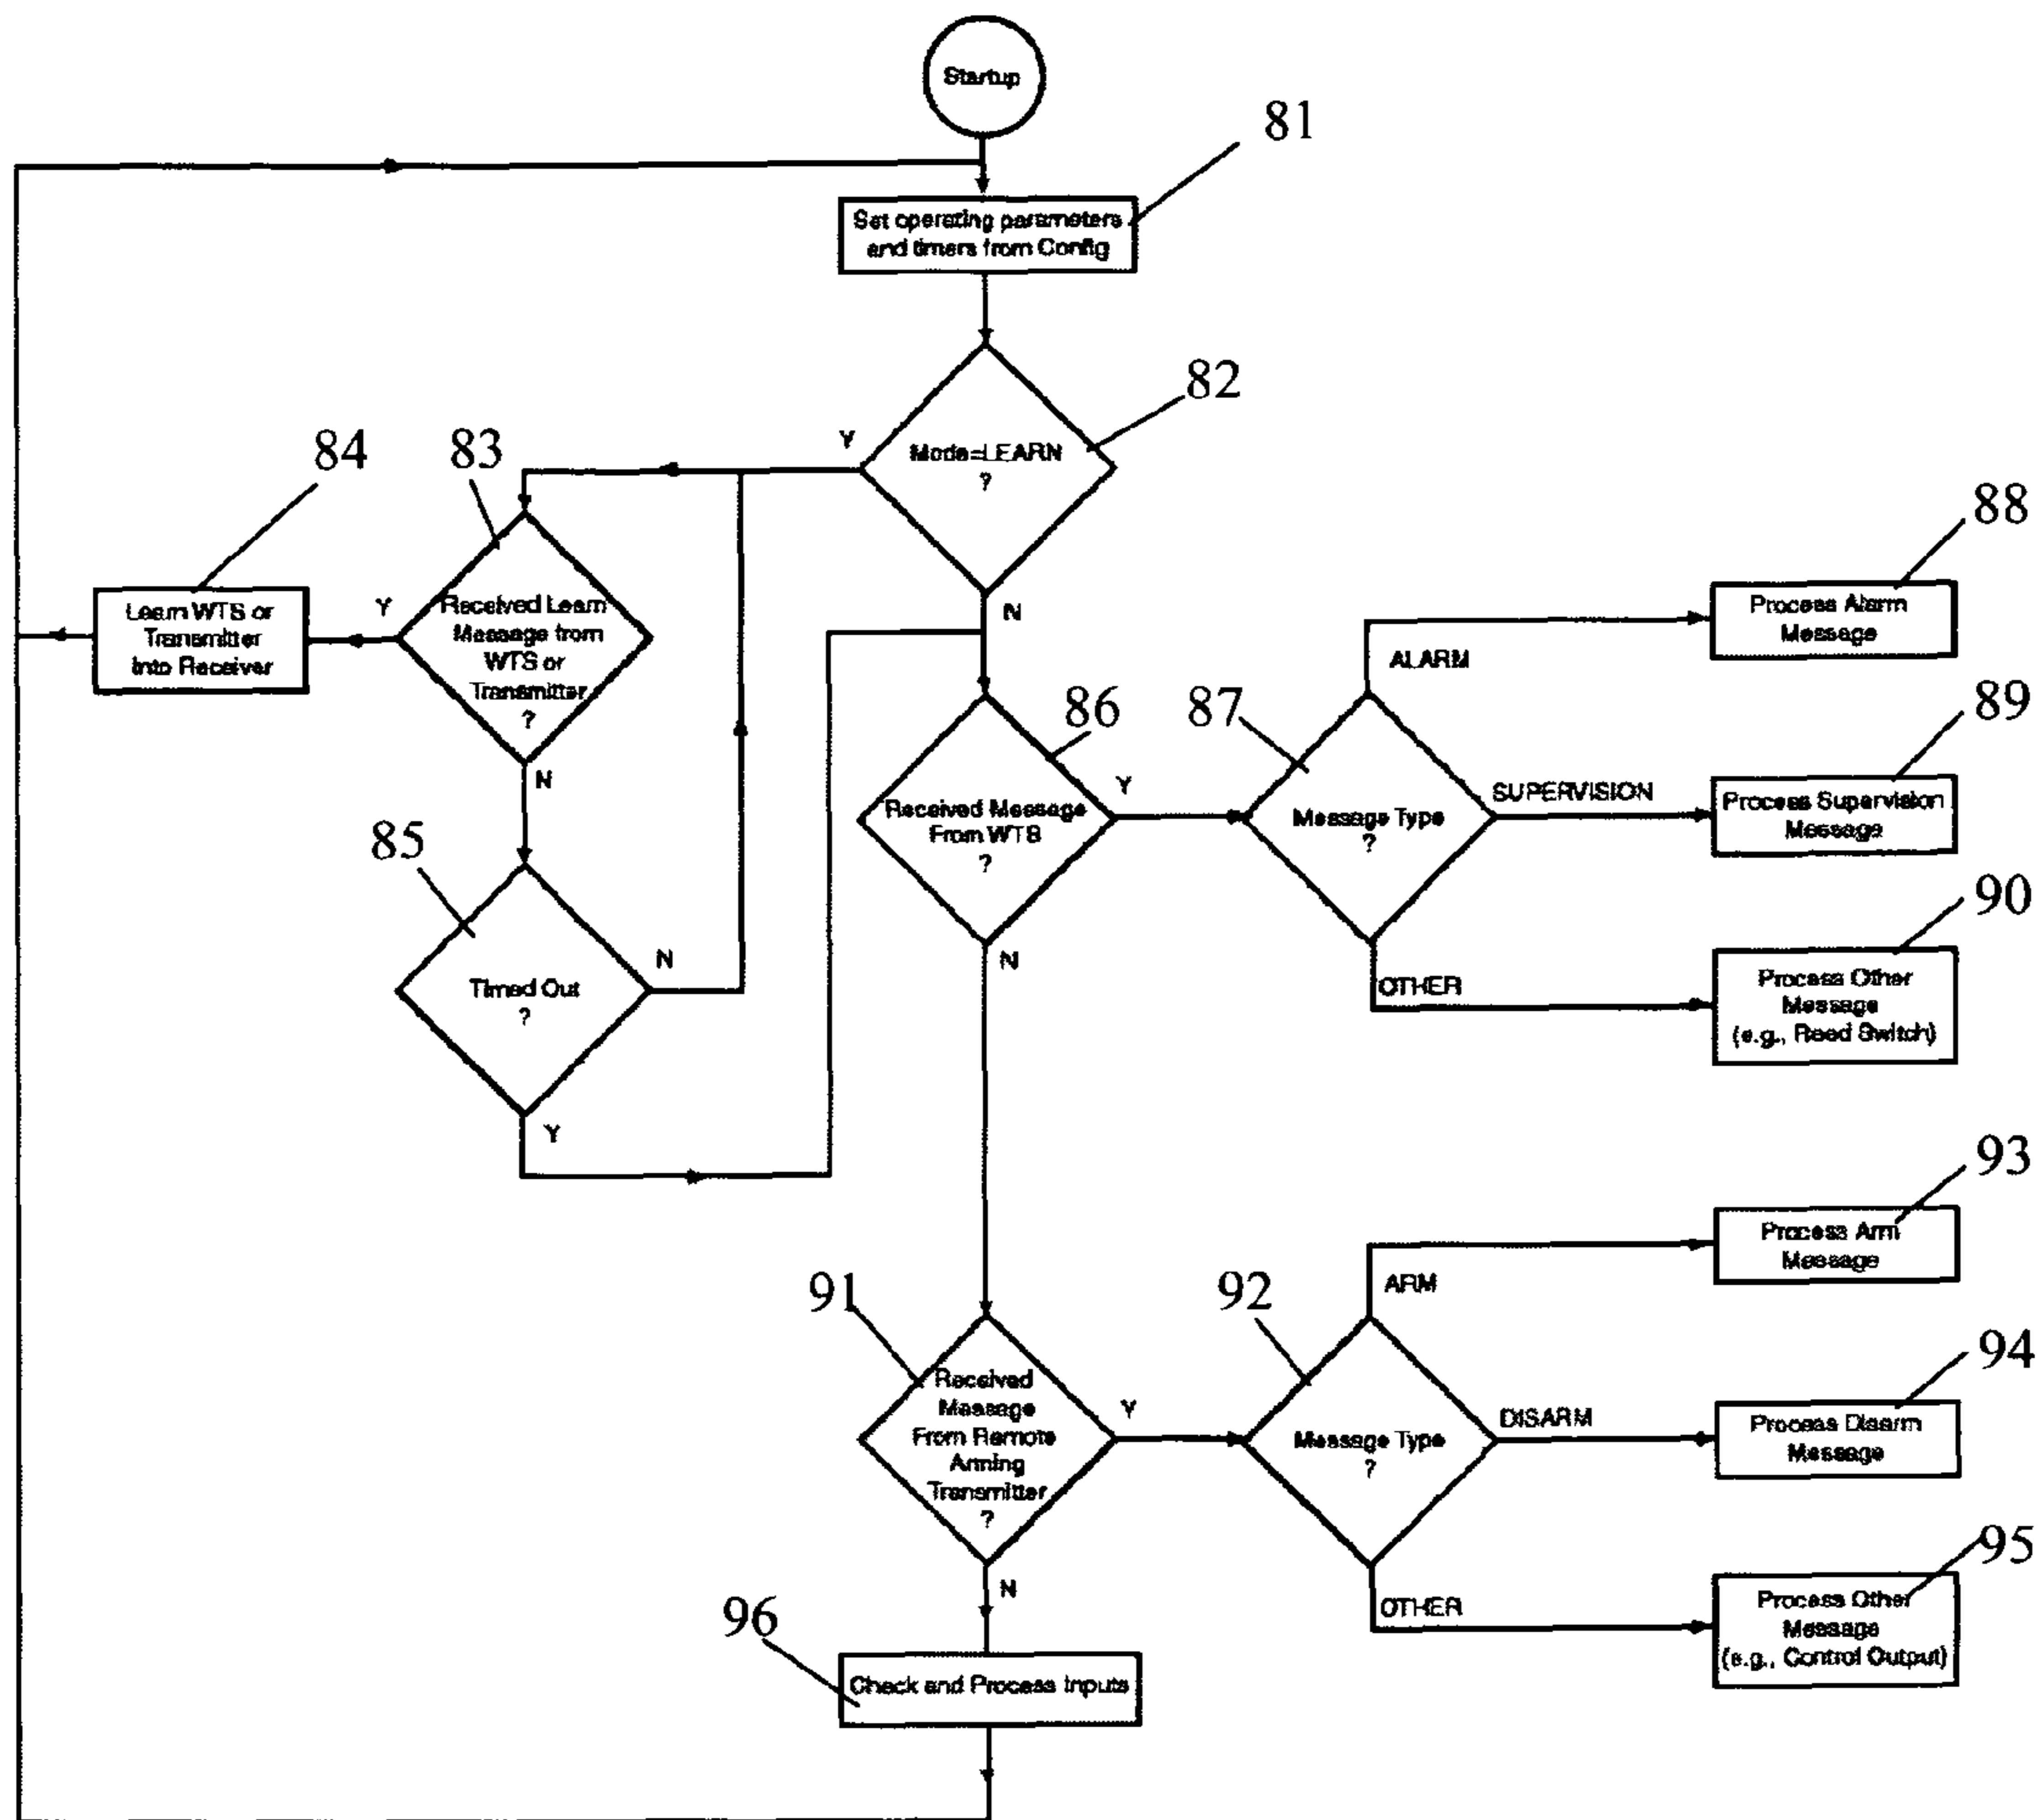 Startup
81
Set operating parameters
and timers from Config
82
Mode=LEARN
?
Y
N
83
84
Received Learn
Message from
WTS or
Transmitter
?
Y
N
Learn WTS or
Transmitter
Into Receiver
85
Timed Out
?
N
Y
86
Received Message
From WTS
?
Y
N
87
Message Type
?
ALARM
SUPERVISION
OTHER
88
Process Alarm
Message
89
Process Supervision
Message
90
Process Other
Message
(e.g., Reed Switch)
91
Received
Message
From Remote
Arming
Transmitter
?
Y
N
92
Message Type
?
ARM
DISARM
OTHER
93
Process Arm
Message
94
Process Disarm
Message
95
Process Other
Message
(e.g., Control Output)
96
Check and Process Inputs